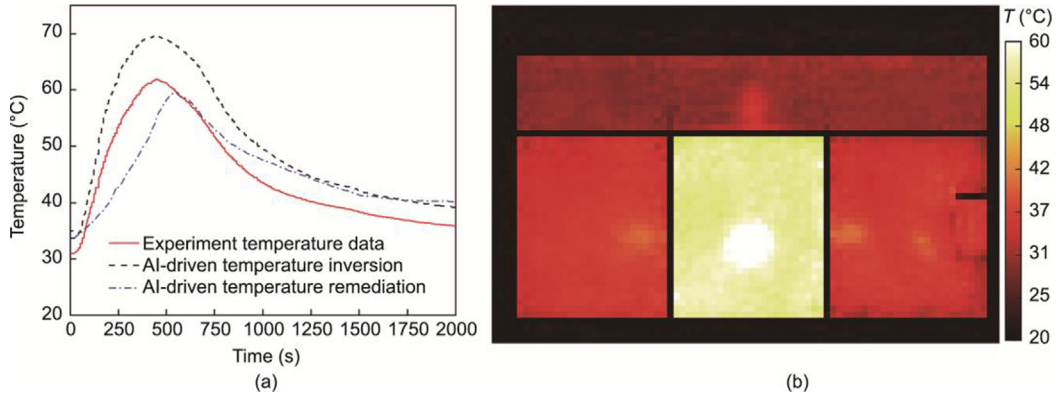 T (°C)
70
60
50
40
30
20
Temperature (°C)
Experiment temperature data
AI-driven temperature inversion
AI-driven temperature remediation
0 250 500 750 1000 1250 1500 1750 2000
Time (s)
(a)
60
54
48
42
37
31
25
20
(b)